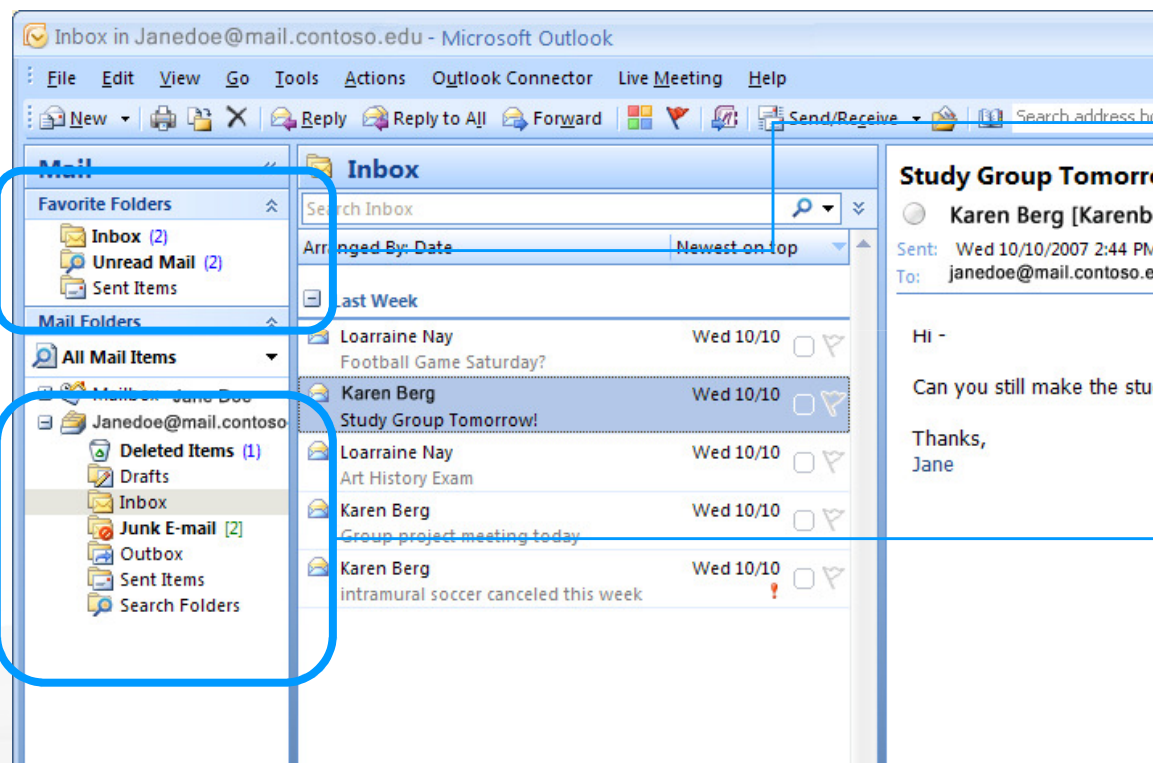 Inbox in Janedoe@mail.contoso.edu - Microsoft Outlook
File Edit View Go Tools Actions Outlook Connector Live Meeting Help
New Reply Reply to All Forward Send/Receive Search address
Mail
Favorite Folders
Inbox (2)
Unread Mail (2)
Sent Items
Mail Folders
All Mail Items
Mailbox - Jane Doe
Janedoe@mail.contoso
Deleted Items (1)
Drafts
Inbox
Junk E-mail [2]
Outbox
Sent Items
Search Folders
Inbox
Search Inbox
Arranged By: Date Newest on top
Last Week
Loarraine Nay Wed 10/10
Football Game Saturday?
Karen Berg Wed 10/10
Study Group Tomorrow!
Loarraine Nay Wed 10/10
Art History Exam
Karen Berg Wed 10/10
Group project meeting today
Karen Berg Wed 10/10
intramural soccer canceled this week
Study Group Tomorr
Karen Berg [Karenb
Sent: Wed 10/10/2007 2:44 PM
To: janedoe@mail.contoso.e
Hi -
Can you still make the stu
Thanks,
Jane